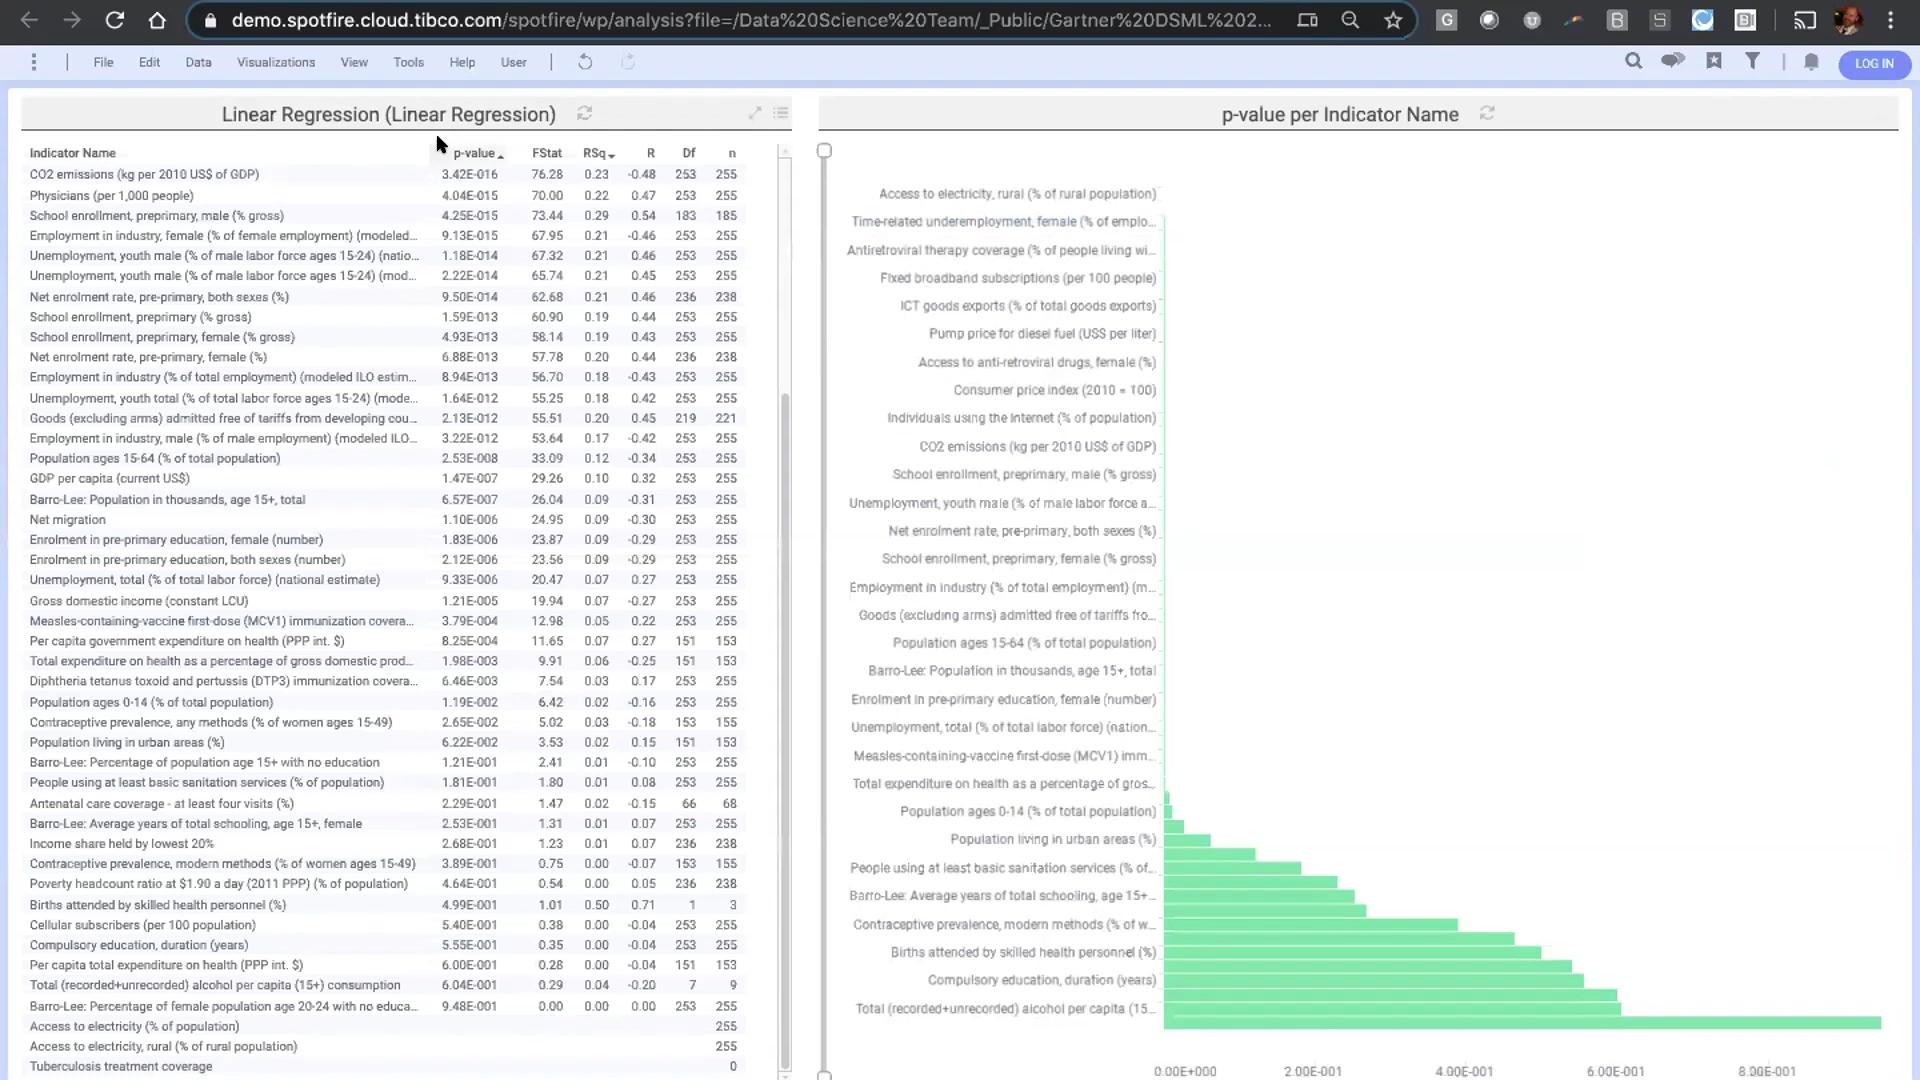 demo.spotfire.cloud.tibco.com/spotfire/wp/analysis?file=/Data%20Science%20Team/_Public/Gartner%20DSML%202...
File Edit Data Visualizations View Tools Help User LOG IN
Linear Regression (Linear Regression)
Indicator Name p-value FStat RSq R Df n
CO2 emissions (kg per 2010 US$ of GDP) 3.42E-016 76.28 0.23 -0.48 253 255
Physicians (per 1,000 people) 4.04E-015 70.00 0.22 0.47 253 255
School enrollment, preprimary, male (% gross) 4.25E-015 73.44 0.29 0.54 183 185
Employment in industry, female (% of female employment) (modeled... 9.13E-015 67.95 0.21 -0.46 253 255
Unemployment, youth male (% of male labor force ages 15-24) (natio... 1.18E-014 67.32 0.21 0.46 253 255
Unemployment, youth male (% of male labor force ages 15-24) (mod... 2.22E-014 65.74 0.21 0.45 253 255
Net enrolment rate, pre-primary, both sexes (%) 9.50E-014 62.68 0.21 0.46 236 238
School enrollment, preprimary (% gross) 1.59E-013 60.90 0.19 0.44 253 255
School enrollment, preprimary, female (% gross) 4.93E-013 58.14 0.19 0.43 253 255
Net enrolment rate, pre-primary, female (%) 6.88E-013 57.78 0.20 0.44 236 238
Employment in industry (% of total employment) (modeled ILO estim... 8.94E-013 56.70 0.18 -0.43 253 255
Unemployment, youth total (% of total labor force ages 15-24) (mode... 1.64E-012 55.25 0.18 0.42 253 255
Goods (excluding arms) admitted free of tariffs from developing cou... 2.13E-012 55.51 0.20 0.45 219 221
Employment in industry, male (% of male employment) (modeled ILO... 3.22E-012 53.64 0.17 -0.42 253 255
Population ages 15-64 (% of total population) 2.53E-008 33.09 0.12 -0.34 253 255
GDP per capita (current US$) 1.47E-007 29.26 0.10 0.32 253 255
Barro-Lee: Population in thousands, age 15+, total 6.57E-007 26.04 0.09 -0.31 253 255
Net migration 1.10E-006 24.95 0.09 -0.30 253 255
Enrolment in pre-primary education, female (number) 1.83E-006 23.87 0.09 -0.29 253 255
Enrolment in pre-primary education, both sexes (number) 2.12E-006 23.56 0.09 -0.29 253 255
Unemployment, total (% of total labor force) (national estimate) 9.33E-006 20.47 0.07 0.27 253 255
Gross domestic income (constant LCU) 1.21E-005 19.94 0.07 -0.27 253 255
Measles-containing-vaccine first-dose (MCV1) immunization covera... 3.79E-004 12.98 0.05 0.22 253 255
Per capita government expenditure on health (PPP int. $) 8.25E-004 11.65 0.07 0.27 151 153
Total expenditure on health as a percentage of gross domestic prod... 1.98E-003 9.91 0.06 -0.25 151 153
Diphtheria tetanus toxoid and pertussis (DTP3) immunization covera... 6.46E-003 7.54 0.03 0.17 253 255
Population ages 0-14 (% of total population) 1.19E-002 6.42 0.02 -0.16 253 255
Contraceptive prevalence, any methods (% of women ages 15-49) 2.65E-002 5.02 0.03 -0.18 153 155
Population living in urban areas (%) 6.22E-002 3.53 0.02 0.15 151 153
Barro-Lee: Percentage of population age 15+ with no education 1.21E-001 2.41 0.01 -0.10 253 255
People using at least basic sanitation services (% of population) 1.81E-001 1.80 0.01 0.08 253 255
Antenatal care coverage - at least four visits (%) 2.29E-001 1.47 0.02 -0.15 66 68
Barro-Lee: Average years of total schooling, age 15+, female 2.53E-001 1.31 0.01 0.07 253 255
Income share held by lowest 20% 2.68E-001 1.23 0.01 0.07 236 238
Contraceptive prevalence, modern methods (% of women ages 15-49) 3.89E-001 0.75 0.00 -0.07 153 155
Poverty headcount ratio at $1.90 a day (2011 PPP) (% of population) 4.64E-001 0.54 0.00 0.05 236 238
Births attended by skilled health personnel (%) 4.99E-001 1.01 0.50 0.71 1 3
Cellular subscribers (per 100 population) 5.40E-001 0.38 0.00 -0.04 253 255
Compulsory education, duration (years) 5.55E-001 0.35 0.00 -0.04 253 255
Per capita total expenditure on health (PPP int. $) 6.00E-001 0.28 0.00 -0.04 151 153
Total (recorded+unrecorded) alcohol per capita (15+) consumption 6.04E-001 0.29 0.04 -0.20 7 9
Barro-Lee: Percentage of female population age 20-24 with no educa... 9.48E-001 0.00 0.00 0.00 253 255
Access to electricity (% of population) 255
Access to electricity, rural (% of rural population) 255
Tuberculosis treatment coverage 0
p-value per Indicator Name
Access to electricity, rural (% of rural population)
Time-related underemployment, female (% of emplo...
Antiretroviral therapy coverage (% of people living wi...
Fixed broadband subscriptions (per 100 people)
ICT goods exports (% of total goods exports)
Pump price for diesel fuel (US$ per liter)
Access to anti-retroviral drugs, female (%)
Consumer price index (2010 = 100)
Individuals using the Internet (% of population)
CO2 emissions (kg per 2010 US$ of GDP)
School enrollment, preprimary, male (% gross)
Unemployment, youth male (% of male labor force a...
Net enrolment rate, pre-primary, both sexes (%)
School enrollment, preprimary, female (% gross)
Employment in industry (% of total employment) (m...
Goods (excluding arms) admitted free of tariffs fro...
Population ages 15-64 (% of total population)
Barro-Lee: Population in thousands, age 15+, total
Enrolment in pre-primary education, female (number)
Unemployment, total (% of total labor force) (nation...
Measles-containing-vaccine first-dose (MCV1) imm...
Total expenditure on health as a percentage of gros...
Population ages 0-14 (% of total population)
Population living in urban areas (%)
People using at least basic sanitation services (% of...
Barro-Lee: Average years of total schooling, age 15+...
Contraceptive prevalence, modern methods (% of w...
Births attended by skilled health personnel (%)
Compulsory education, duration (years)
Total (recorded+unrecorded) alcohol per capita (15...
0.00E+000 2.00E-001 4.00E-001 6.00E-001 8.00E-001